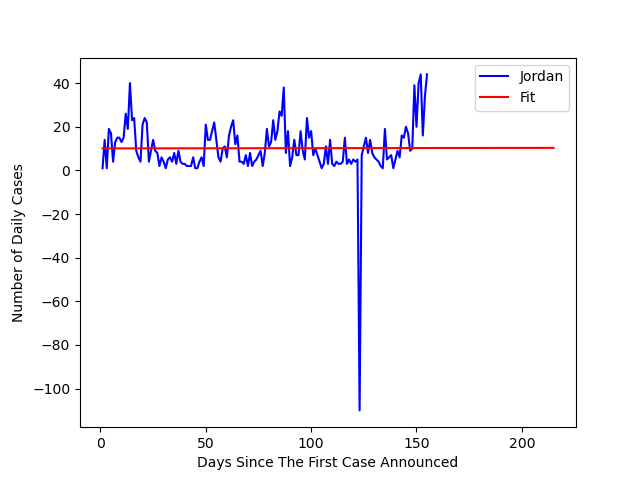 Jordan
Fit
40
20
0
−20
−40
−60
−80
−100
Number of Daily Cases
0 50 100 150 200
Days Since The First Case Announced